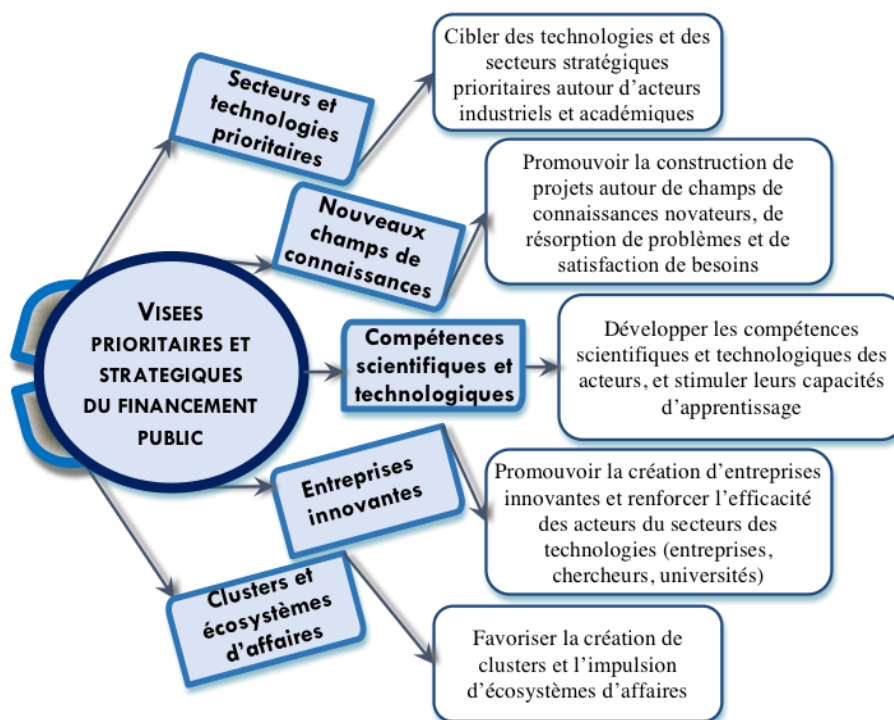 VISEES
PRIORITAIRES ET
STRATEGIQUES
DU FINANCEMENT
PUBLIC
Secteurs et
technologies
prioritaires
Cibler des technologies et des
secteurs stratégiques
prioritaires autour d'acteurs
industriels et académiques
Nouveaux
champs de
connaissances
Promouvoir la construction de
projets autour de champs de
connaissances novateurs, de
résorption de problèmes et de
satisfaction de besoins
Compétences
scientifiques et
technologiques
Développer les compétences
scientifiques et technologiques des
acteurs, et stimuler leurs capacités
d'apprentissage
Entreprises
innovantes
Promouvoir la création d'entreprises
innovantes et renforcer l'efficacité
des acteurs du secteurs des
technologies (entreprises,
chercheurs, universités)
Clusters et
écosystèmes
d'affaires
Favoriser la création de
clusters et l'impulsion
d'écosystèmes d'affaires